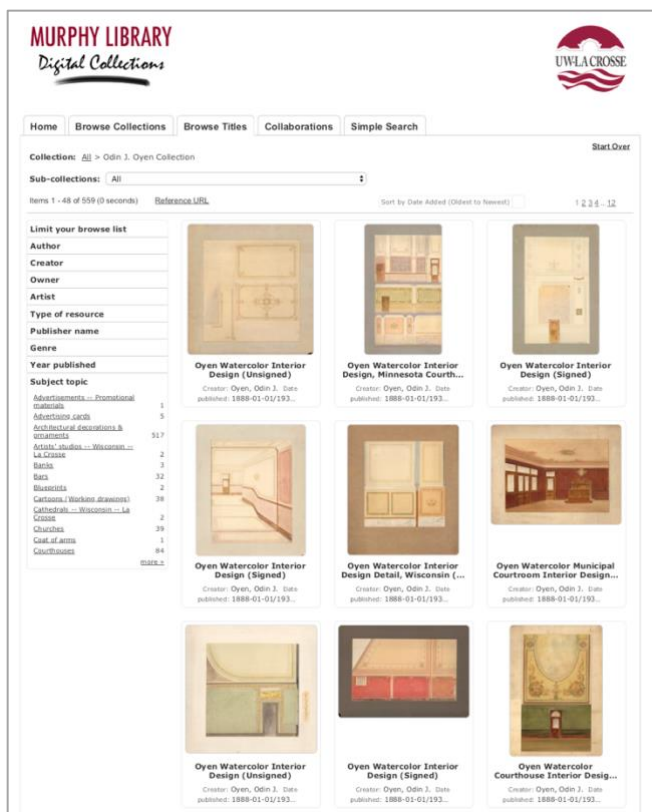 MURPHY LIBRARY
Digital Collections
UW-LA CROSSE
Home Browse Collections Browse Titles Collaborations Simple Search
Start Over
Collection: All > Odin J. Oyen Collection
Sub-collections: All
Items 1 - 48 of 559 (0 seconds) Reference URL Sort by Date Added (Oldest to Newest) 1 2 3 4 ... 12
Limit your browse list
Author
Creator
Owner
Artist
Type of resource
Publisher name
Genre
Year published
Subject topic
Advertisements -- Promotional
materials 1
Advertising cards 5
Architectural decorations &
ornaments 517
Artists' studios -- Wisconsin --
La Crosse 2
Banks 3
Bars 32
Blueprints 2
Cartoons (Working drawings) 38
Cathedrals -- Wisconsin -- La
Crosse 2
Churches 39
Coat of arms 1
Courthouses 84
more »
Oyen Watercolor Interior
Design (Unsigned)
Creator: Oyen, Odin J. Date
published: 1888-01-01/193...
Oyen Watercolor Interior
Design, Minnesota Courth...
Creator: Oyen, Odin J. Date
published: 1888-01-01/193...
Oyen Watercolor Interior
Design (Signed)
Creator: Oyen, Odin J. Date
published: 1888-01-01/193...
Oyen Watercolor Interior
Design (Signed)
Creator: Oyen, Odin J. Date
published: 1888-01-01/193...
Oyen Watercolor Interior
Design Detail, Wisconsin (...
Creator: Oyen, Odin J. Date
published: 1888-01-01/193...
Oyen Watercolor Municipal
Courtroom Interior Design...
Creator: Oyen, Odin J. Date
published: 1888-01-01/193...
Oyen Watercolor Interior
Design (Unsigned)
Creator: Oyen, Odin J. Date
published: 1888-01-01/193...
Oyen Watercolor Interior
Design (Signed)
Creator: Oyen, Odin J. Date
published: 1888-01-01/193...
Oyen Watercolor
Courthouse Interior Desig...
Creator: Oyen, Odin J. Date
published: 1888-01-01/193...